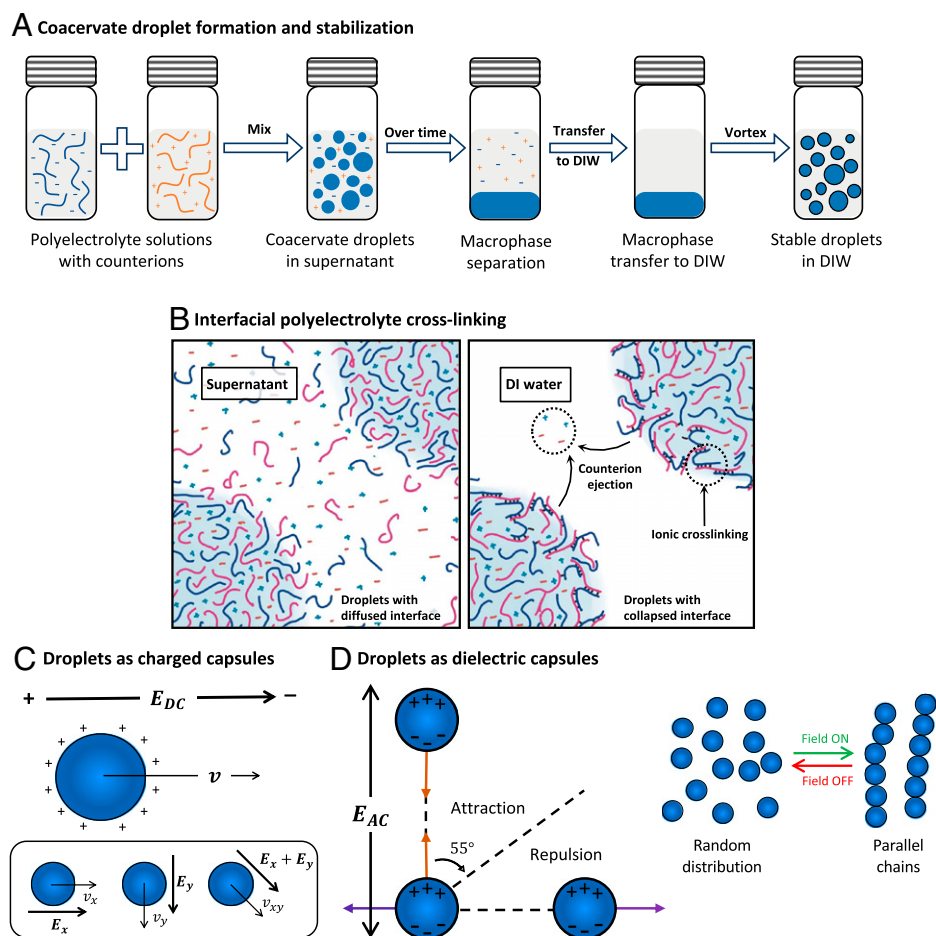 A Coacervate droplet formation and stabilization
Mix
Over time
Transfer
to DIW
Vortex
Polyelectrolyte solutions
with counterions
Coacervate droplets
in supernatant
Macrophase
separation
Macrophase
transfer to DIW
Stable droplets
in DIW
B Interfacial polyelectrolyte cross-linking
Supernatant
Droplets with
diffused interface
DI water
Counterion
ejection
Ionic crosslinking
Droplets with
collapsed interface
C Droplets as charged capsules
+ E_DC −
+ + + + + + + + + + + +
v
v_x
E_x
E_y
v_y
E_x + E_y
v_xy
D Droplets as dielectric capsules
E_AC
+ + +
− − −
Attraction
55°
Repulsion
+ + +
− − −
+ + +
− − −
Field ON
Field OFF
Random
distribution
Parallel
chains